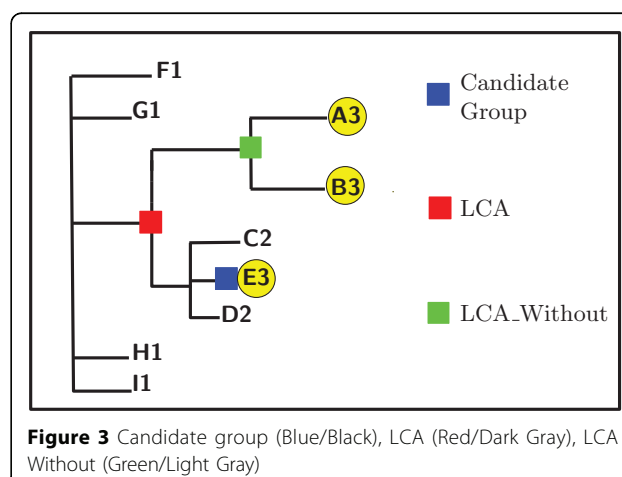 F1
G1
A3
B3
C2
E3
D2
H1
I1
Candidate
Group
LCA
LCA_Without
Figure 3 Candidate group (Blue/Black), LCA (Red/Dark Gray), LCA
Without (Green/Light Gray)